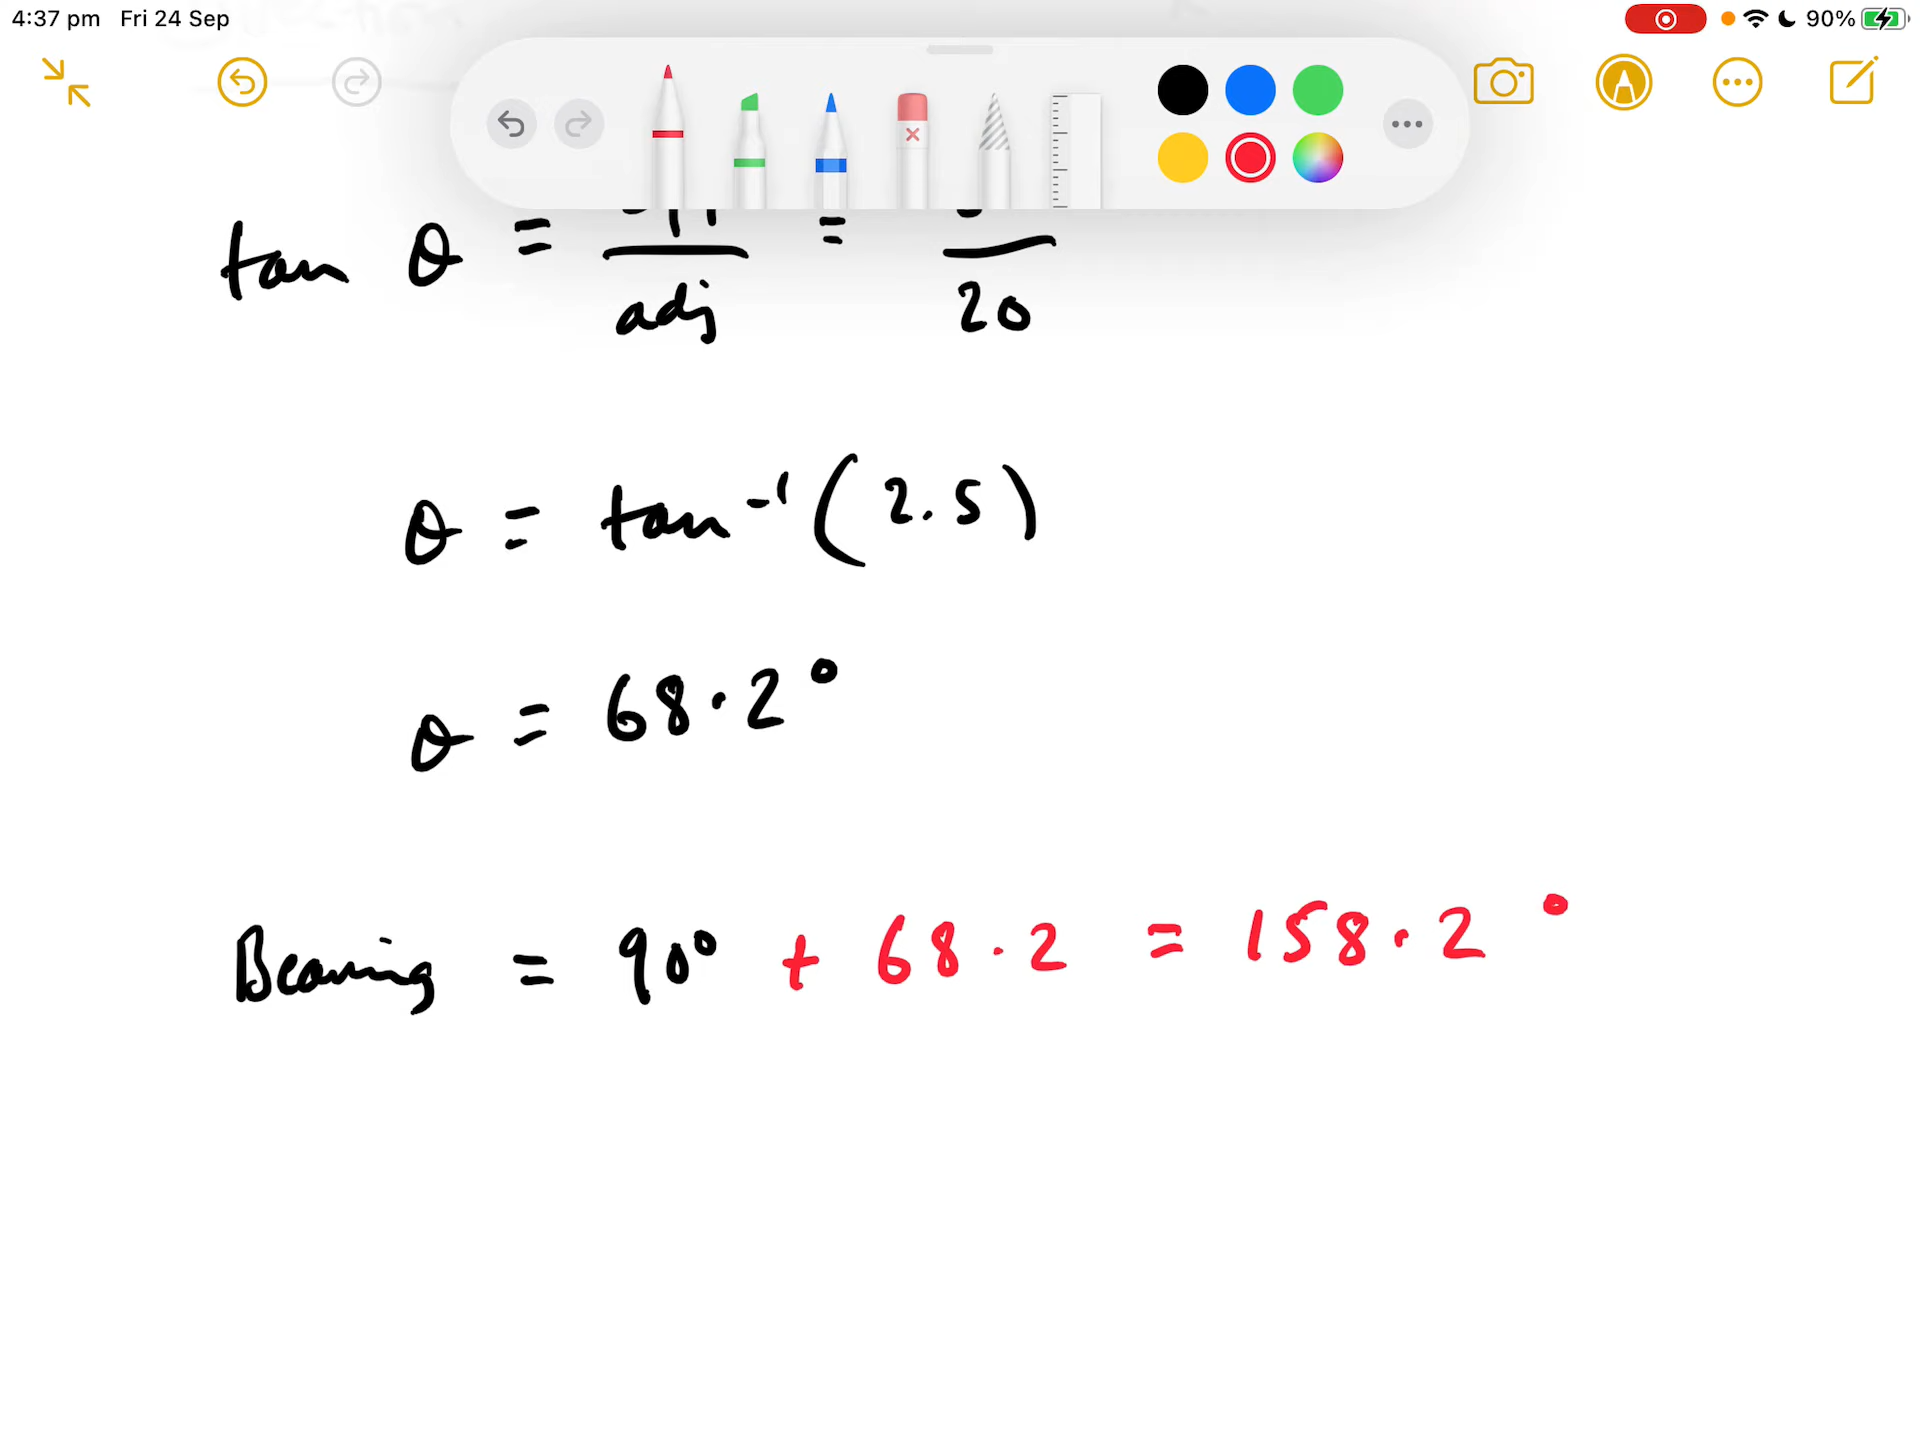 4:37 pm Fri 24 Sep 90%
tan θ = = 
adj 20
θ = tan⁻¹ ( 2.5 )
θ = 68.2°
Bearing = 90° + 68.2 = 158.2°